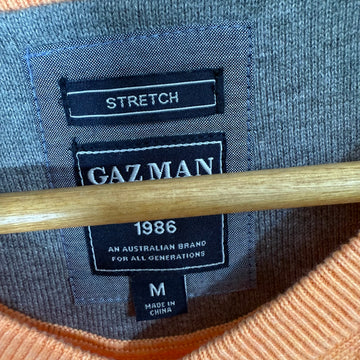 STRETCH
GAZMAN
1986
AN AUSTRALIAN BRAND
FOR ALL GENERATIONS
M
MADE IN
CHINA